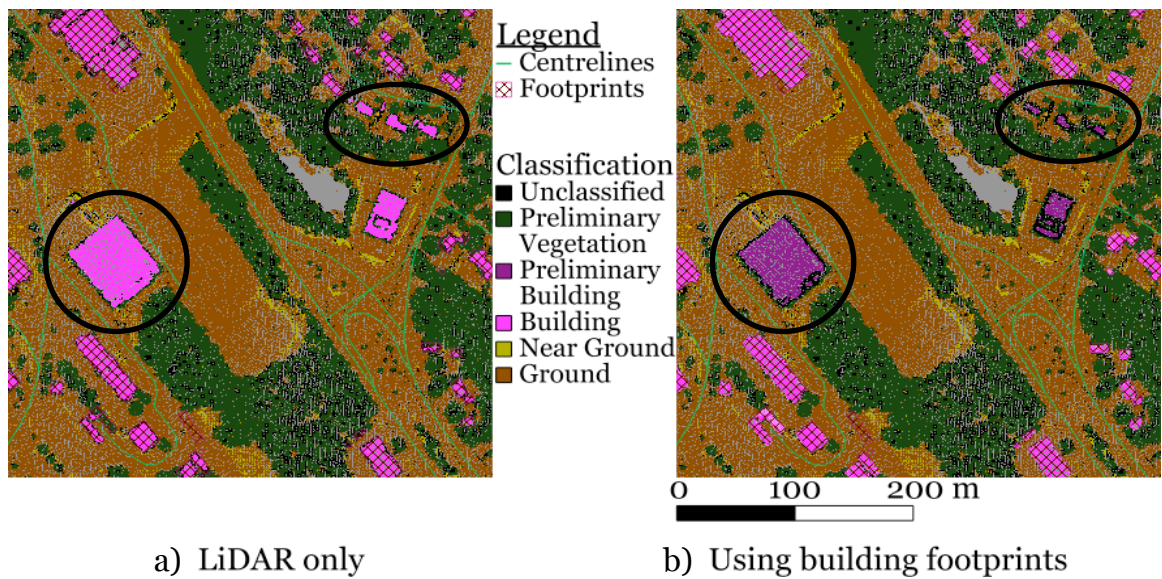 Legend
Centrelines
Footprints
Classification
Unclassified
Preliminary
Vegetation
Preliminary
Building
Building
Near Ground
Ground
0 100 200 m
a) LiDAR only
b) Using building footprints